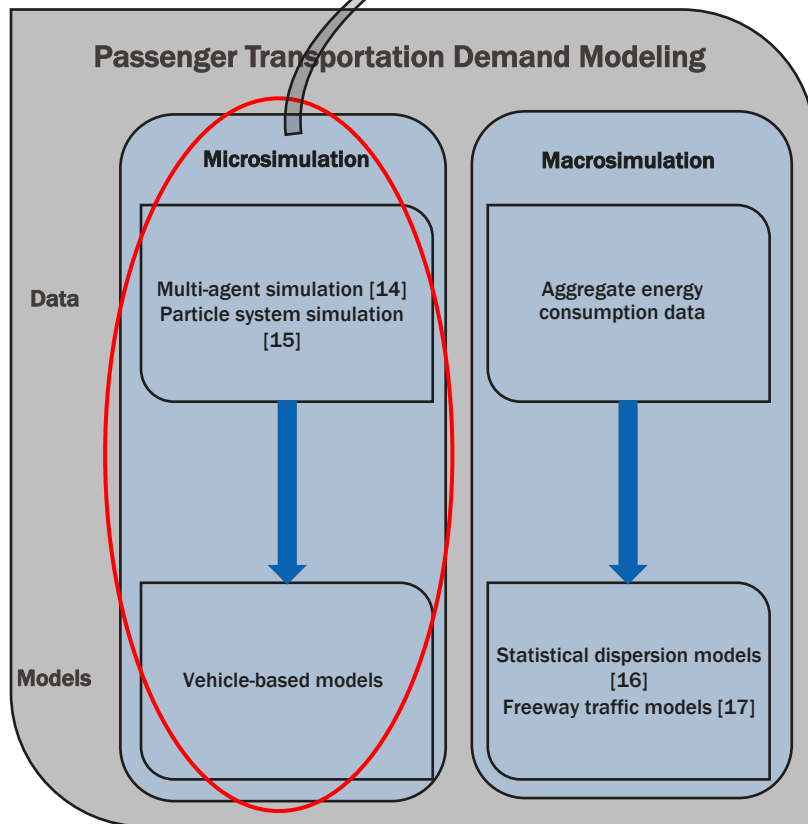 Passenger Transportation Demand Modeling
Microsimulation
Macrosimulation
Data
Multi-agent simulation [14]
Particle system simulation
[15]
Aggregate energy
consumption data
Models
Vehicle-based models
Statistical dispersion models
[16]
Freeway traffic models [17]